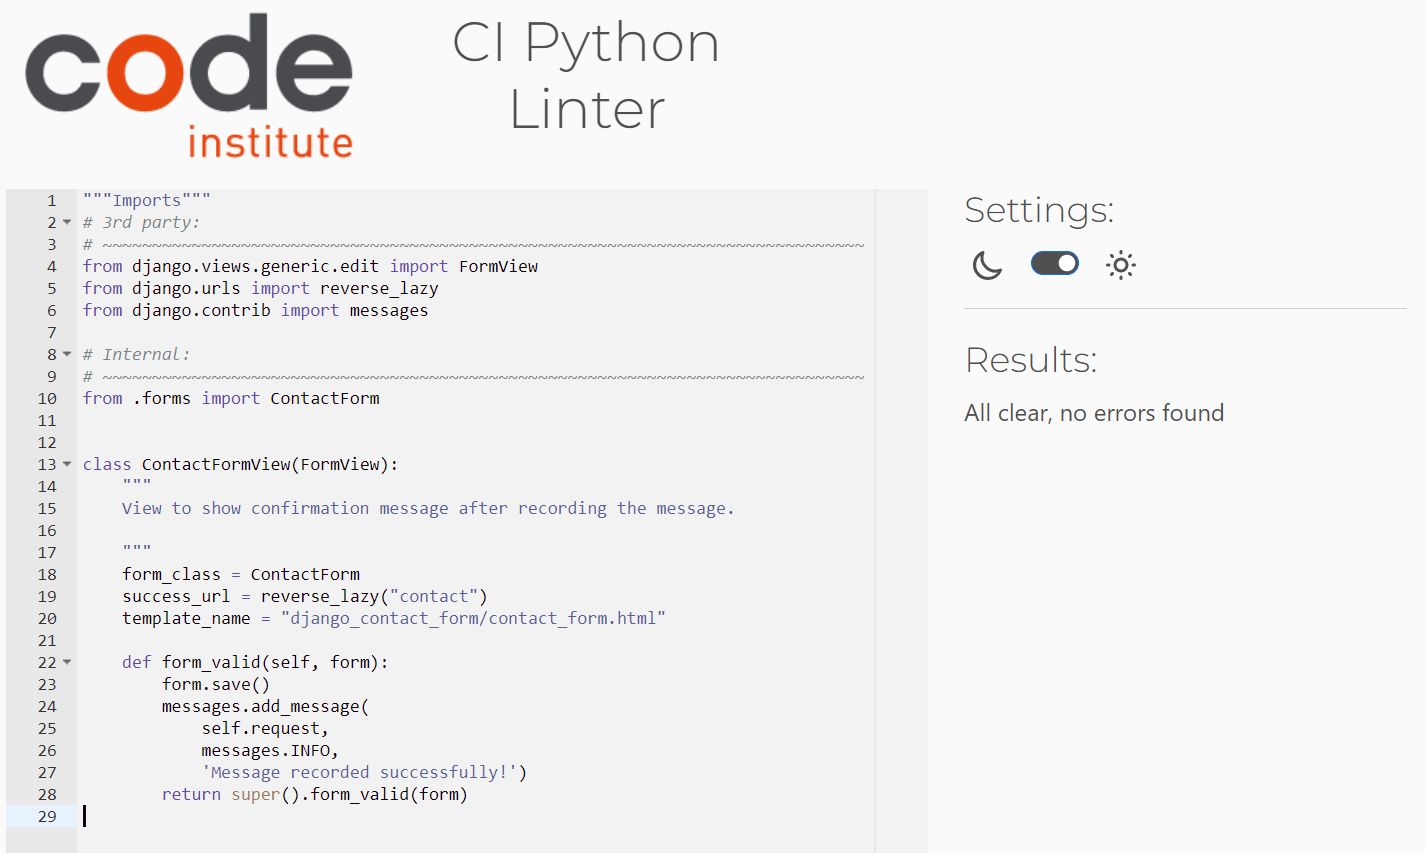 code
institute
CI Python
Linter
1 """Imports"""
2 # 3rd party:
3 # ~~~~~~~~~~~~~~~~~~~~~~~~~~~~~~~~~~~~~~~~~~~~~~~~~~~~~~~~~~~~~~~~~~~~~~~~~~~~~
4 from django.views.generic.edit import FormView
5 from django.urls import reverse_lazy
6 from django.contrib import messages
7
8 # Internal:
9 # ~~~~~~~~~~~~~~~~~~~~~~~~~~~~~~~~~~~~~~~~~~~~~~~~~~~~~~~~~~~~~~~~~~~~~~~~~~~~~
10 from .forms import ContactForm
11
12
13 class ContactFormView(FormView):
14     """
15     View to show confirmation message after recording the message.
16
17     """
18     form_class = ContactForm
19     success_url = reverse_lazy("contact")
20     template_name = "django_contact_form/contact_form.html"
21
22     def form_valid(self, form):
23         form.save()
24         messages.add_message(
25             self.request,
26             messages.INFO,
27             'Message recorded successfully!')
28         return super().form_valid(form)
29
Settings:
Results:
All clear, no errors found